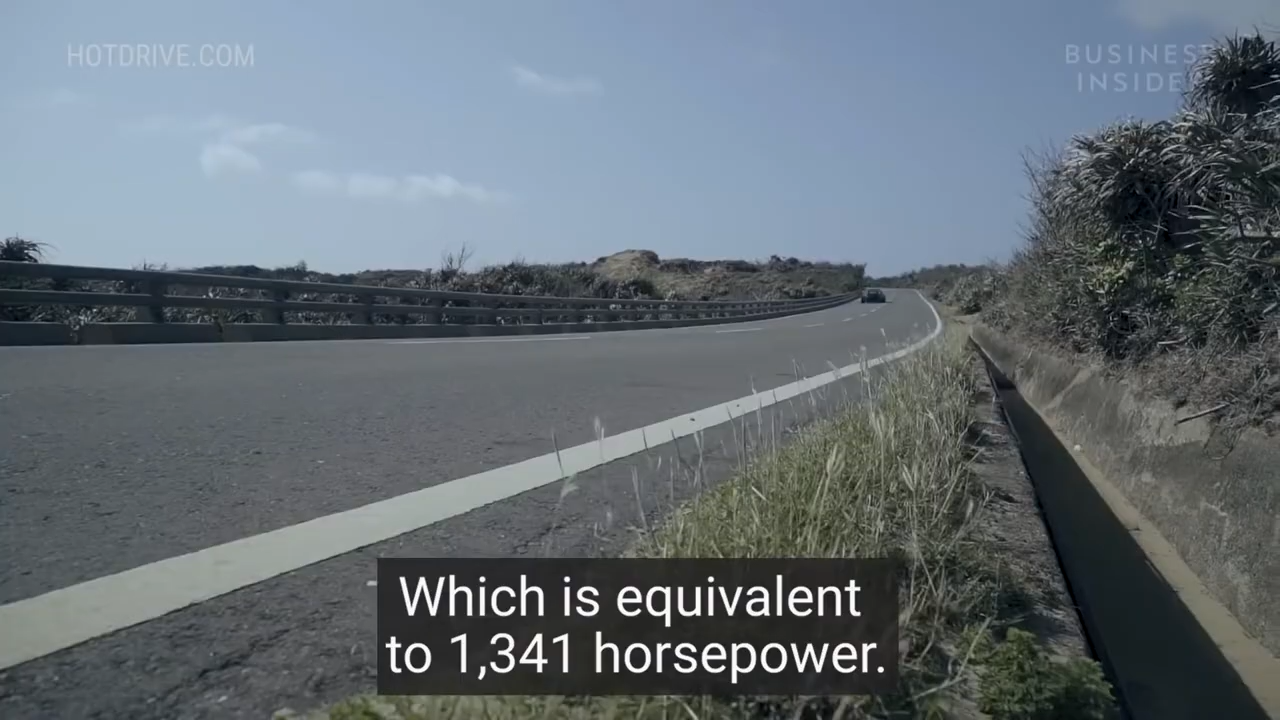 HOTDRIVE.COM
BUSINESS
INSIDER
Which is equivalent
to 1,341 horsepower.